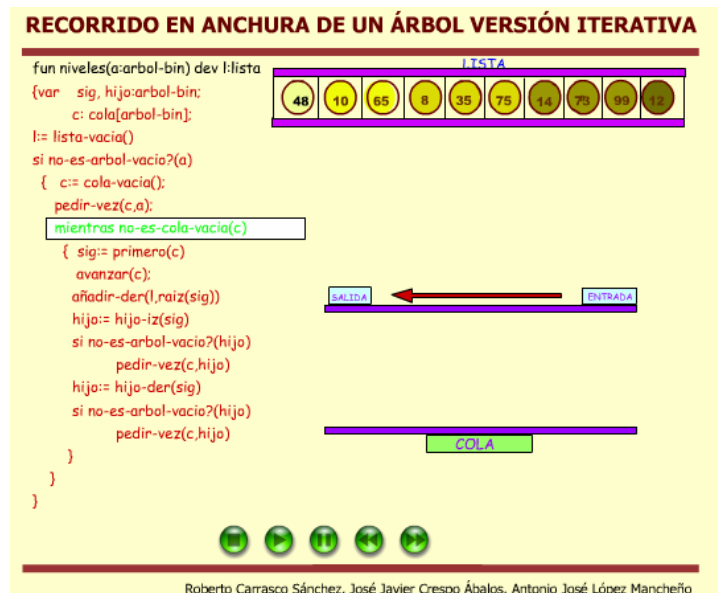 RECORRIDO EN ANCHURA DE UN ÁRBOL VERSIÓN ITERATIVA
fun niveles(a:arbol-bin) dev l:lista
{var sig, hijo:arbol-bin;
c: cola[arbol-bin];
l:= lista-vacia()
si no-es-arbol-vacio?(a)
{ c:= cola-vacia();
pedir-vez(c,a);
mientras no-es-cola-vacia(c)
{ sig:= primero(c)
avanzar(c);
añadir-der(l,raiz(sig))
hijo:= hijo-iz(sig)
si no-es-arbol-vacio?(hijo)
pedir-vez(c,hijo)
hijo:= hijo-der(sig)
si no-es-arbol-vacio?(hijo)
pedir-vez(c,hijo)
}
}
}
LISTA
48 10 65 8 35 75 14 73 99 12
SALIDA ENTRADA
COLA
Roberto Carrasco Sánchez, José Javier Crespo Ábalos, Antonio José López Mancheño